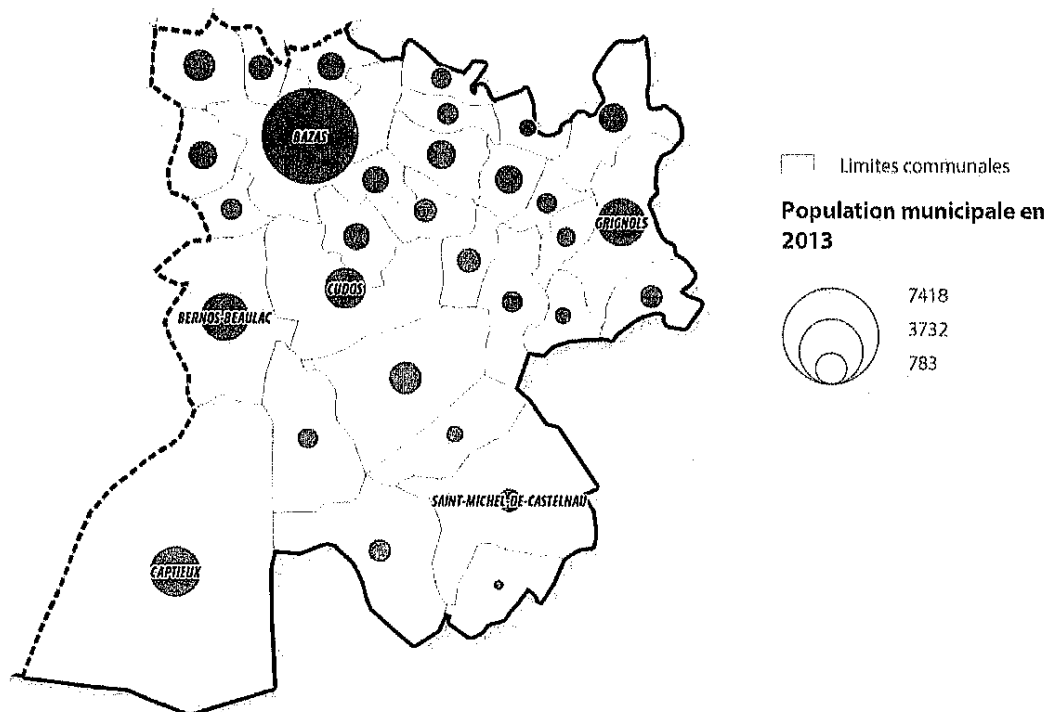 BAZAS
GRIGNOLS
CUDOS
BERNOS-BEAULAC
SAINT-MICHEL-DE-CASTELNAU
CAPTIEUX
Limites communales
Population municipale en
2013
7418
3732
783